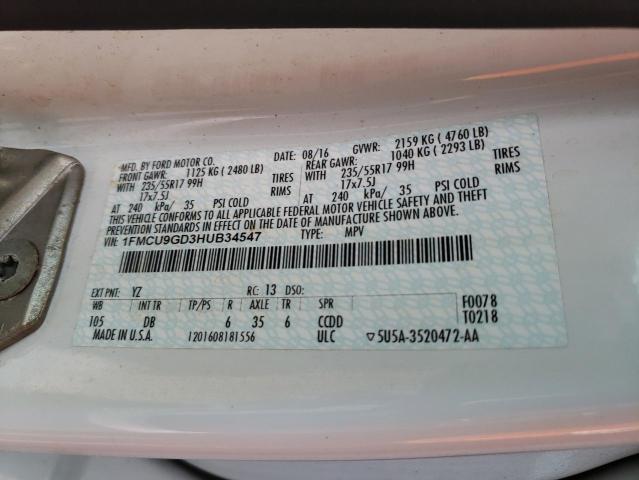 MFD. BY FORD MOTOR CO.
DATE: 08/16 GVWR: 2159 KG ( 4760 LB)
FRONT GAWR: 1125 KG ( 2480 LB)
REAR GAWR: 1040 KG ( 2293 LB)
WITH 235/55R17 99H TIRES
WITH 235/55R17 99H TIRES
17x7.5J RIMS
17x7.5J RIMS
AT 240 kPa/ 35 PSI COLD
AT 240 kPa/ 35 PSI COLD
THIS VEHICLE CONFORMS TO ALL APPLICABLE FEDERAL MOTOR VEHICLE SAFETY AND THEFT
PREVENTION STANDARDS IN EFFECT ON THE DATE OF MANUFACTURE SHOWN ABOVE.
VIN: 1FMCU9GD3HUB34547 TYPE: MPV
EXT PNT: YZ RC: 13 DSO: F0078
WB INT TR TP/PS R AXLE TR SPR T0218
105 DB 6 35 6 CCDD
MADE IN U.S.A. 1201608181556 ULC ▽5U5A-3520472-AA